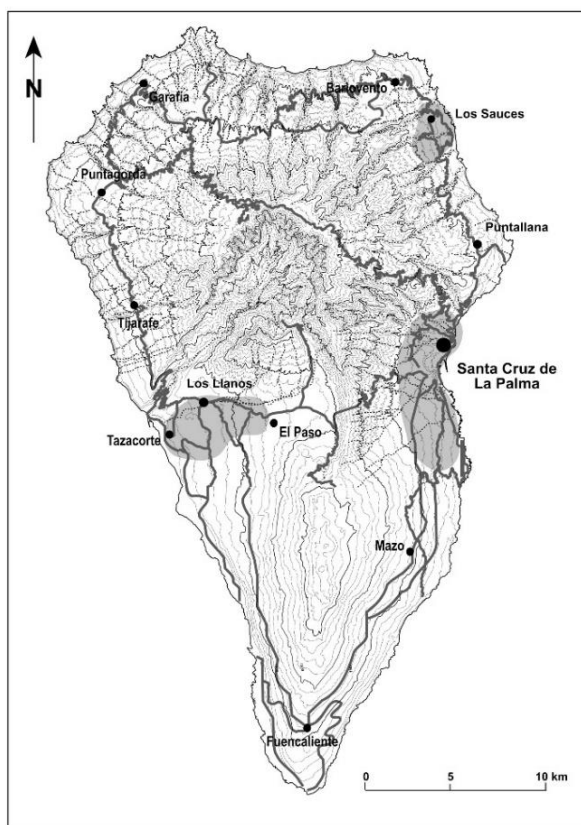 N
Garafía
Barlovento
Los Sauces
Puntagorda
Puntallana
Tijarafe
Santa Cruz de
La Palma
Los Llanos
Tazacorte
El Paso
Mazo
Fuencaliente
0 5 10 km